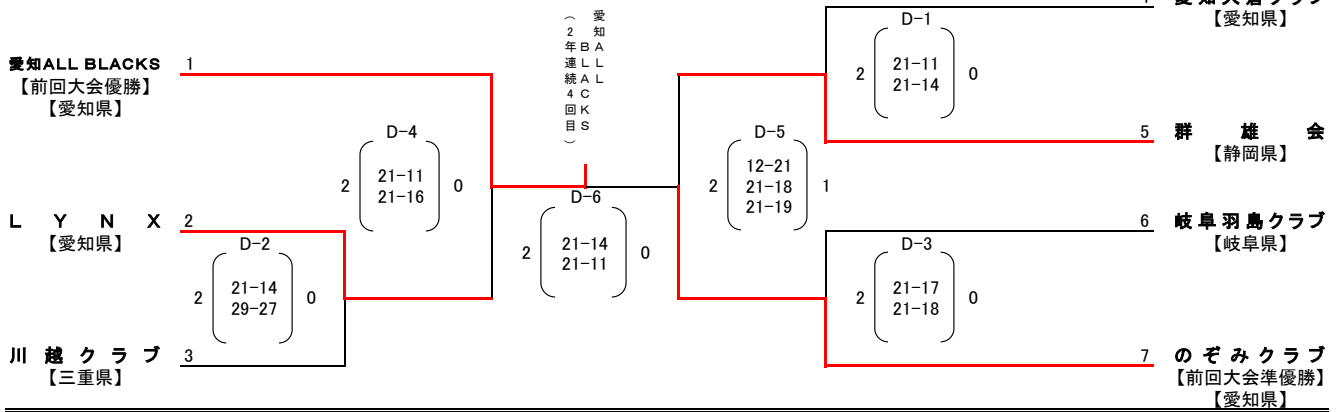 愛知ALL BLACKS 1
【前回大会優勝】
【愛知県】
L Y N X 2
【愛知県】
川越クラブ 3
【三重県】
D-2
2 21-14 0
29-27
D-4
2 21-11 0
21-16
愛知ALL BLACKS
(2年連続4回目)
D-6
2 21-14 0
21-11
D-5
2 12-21 1
21-18
21-19
D-1
2 21-11 0
21-14
D-3
2 21-17 0
21-18
【愛知県】
5 群雄会
【静岡県】
6 岐阜羽島クラブ
【岐阜県】
7 のぞみクラブ
【前回大会準優勝】
【愛知県】